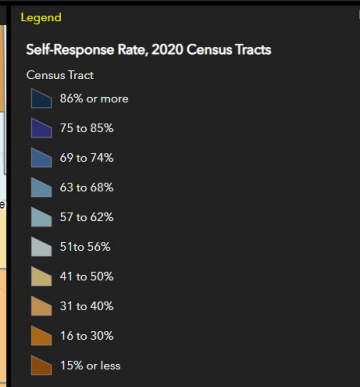 Legend
Self-Response Rate, 2020 Census Tracts
Census Tract
86% or more
75 to 85%
69 to 74%
63 to 68%
57 to 62%
51to 56%
41 to 50%
31 to 40%
16 to 30%
15% or less